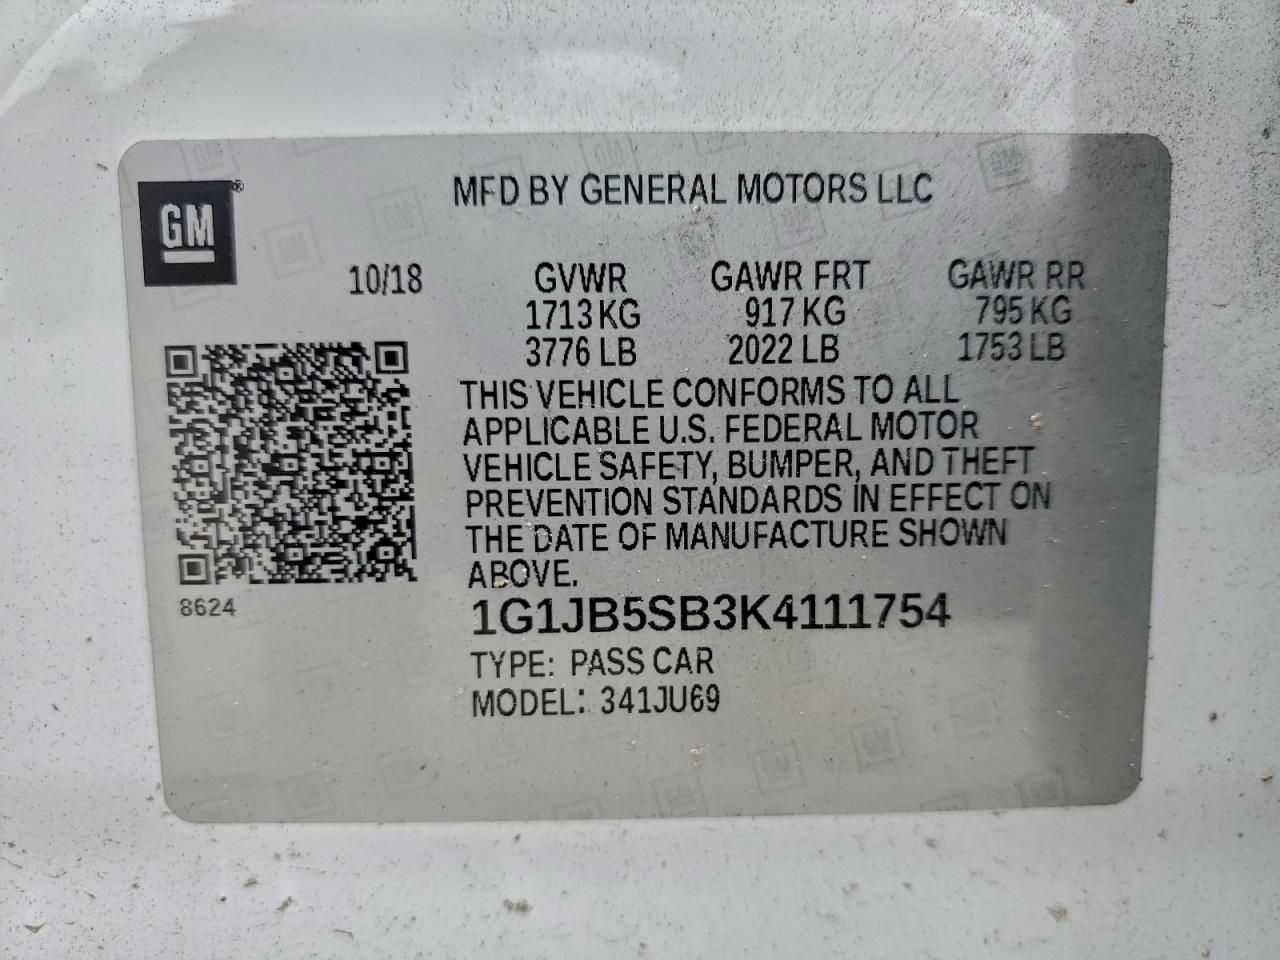 GM®
MFD BY GENERAL MOTORS LLC
10/18 GVWR GAWR FRT GAWR RR
1713 KG 917 KG 795 KG
3776 LB 2022 LB 1753 LB
THIS VEHICLE CONFORMS TO ALL
APPLICABLE U.S. FEDERAL MOTOR
VEHICLE SAFETY, BUMPER, AND THEFT
PREVENTION STANDARDS IN EFFECT ON
THE DATE OF MANUFACTURE SHOWN
ABOVE.
8624
1G1JB5SB3K4111754
TYPE: PASS CAR
MODEL: 341JU69